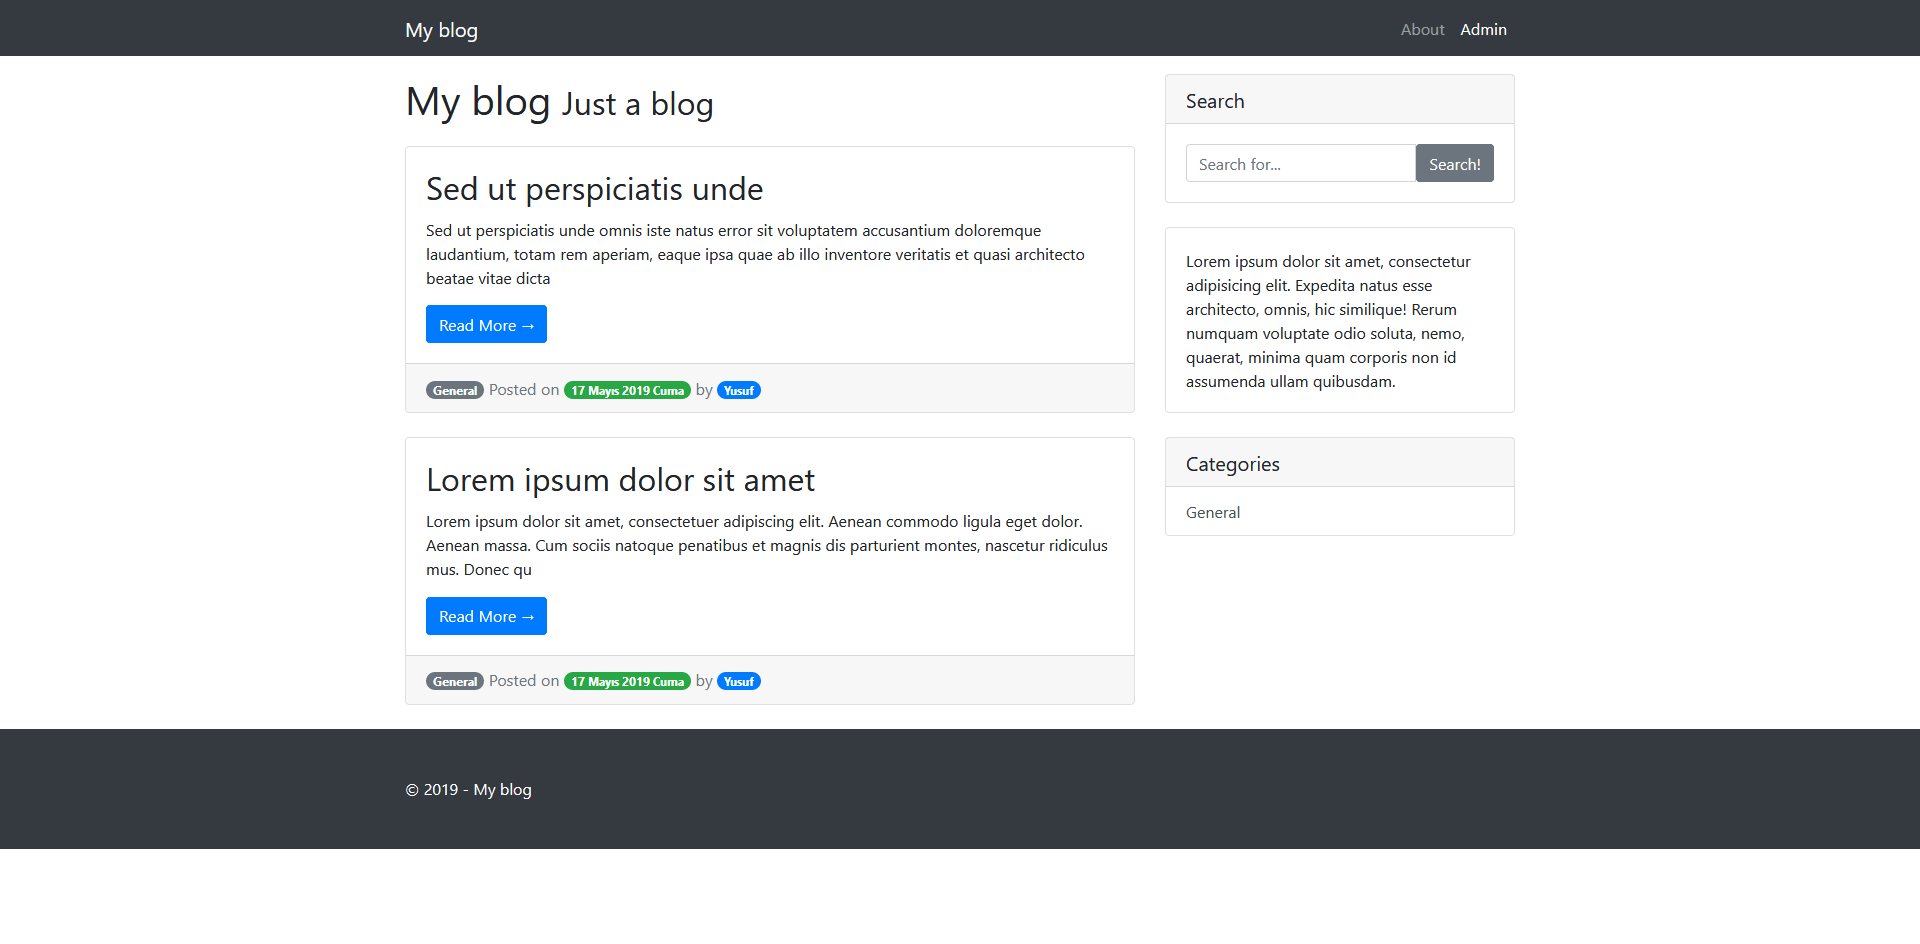 My blog
About Admin
My blog Just a blog
Sed ut perspiciatis unde
Sed ut perspiciatis unde omnis iste natus error sit voluptatem accusantium doloremque
laudantium, totam rem aperiam, eaque ipsa quae ab illo inventore veritatis et quasi architecto
beatae vitae dicta
Read More →
General Posted on 17 Mayıs 2019 Cuma by Yusuf
Lorem ipsum dolor sit amet
Lorem ipsum dolor sit amet, consectetuer adipiscing elit. Aenean commodo ligula eget dolor.
Aenean massa. Cum sociis natoque penatibus et magnis dis parturient montes, nascetur ridiculus
mus. Donec qu
Read More →
General Posted on 17 Mayıs 2019 Cuma by Yusuf
Search
Search for... Search!
Lorem ipsum dolor sit amet, consectetur
adipisicing elit. Expedita natus esse
architecto, omnis, hic similique! Rerum
numquam voluptate odio soluta, nemo,
quaerat, minima quam corporis non id
assumenda ullam quibusdam.
Categories
General
© 2019 - My blog